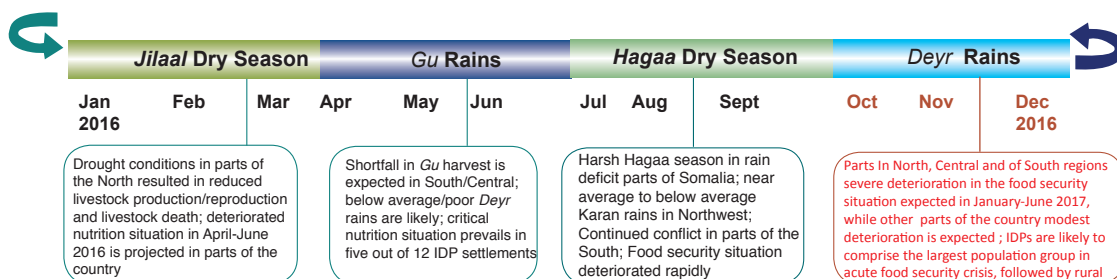 Jilaal Dry Season
Gu Rains
Hagaa Dry Season
Deyr Rains
Jan
2016
Feb
Mar
Apr
May
Jun
Jul
Aug
Sept
Oct
Nov
Dec
2016
Drought conditions in parts of
the North resulted in reduced
livestock production/reproduction
and livestock death; deteriorated
nutrition situation in April-June
2016 is projected in parts of the
country
Shortfall in Gu harvest is
expected in South/Central;
below average/poor Deyr
rains are likely; critical
nutrition situation prevails in
five out of 12 IDP settlements
Harsh Hagaa season in rain
deficit parts of Somalia; near
average to below average
Karan rains in Northwest;
Continued conflict in parts of the
South; Food security situation
deteriorated rapidly
Parts In North, Central and of South regions
severe deterioration in the food security
situation expected in January-June 2017,
while other parts of the country modest
deterioration is expected ; IDPs are likely to
comprise the largest population group in
acute food security crisis, followed by rural